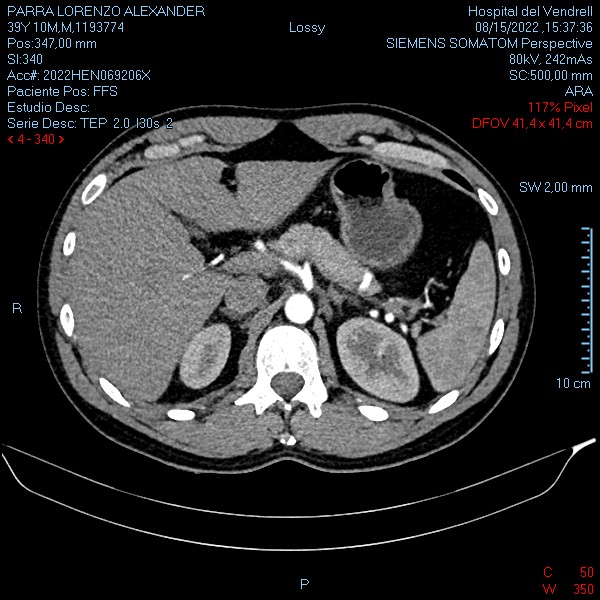 PARRA LORENZO ALEXANDER
39Y 10M,M,1193774
Pos:347,00 mm
SI:340
Acc#: 2022HEN069206X
Paciente Pos: FFS
Estudio Desc:
Serie Desc: TEP 2.0 I30s 2
< 4 - 340 >
Lossy
Hospital del Vendrell
08/15/2022 ,15:37:36
SIEMENS SOMATOM Perspective
80kV, 242mAs
SC:500,00 mm
ARA
117% Pixel
DFOV 41,4 x 41,4 cm
SW 2,00 mm
R
10 cm
P
C 50
W 350